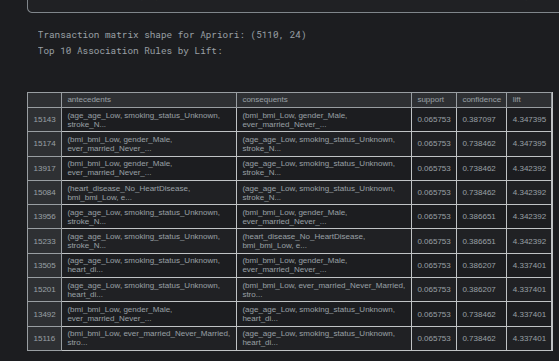 Transaction matrix shape for Apriori: (5110, 24)
Top 10 Association Rules by Lift:
antecedents consequents support confidence lift
15143 (age_age_Low, smoking_status_Unknown, stroke_N... (bmi_bmi_Low, gender_Male, ever_married_Never_... 0.065753 0.387097 4.347395
15174 (bmi_bmi_Low, gender_Male, ever_married_Never_... (age_age_Low, smoking_status_Unknown, stroke_N... 0.065753 0.738462 4.347395
13917 (bmi_bmi_Low, gender_Male, ever_married_Never_... (age_age_Low, smoking_status_Unknown, stroke_N... 0.065753 0.738462 4.342392
15084 (heart_disease_No_HeartDisease, bmi_bmi_Low, e... (age_age_Low, smoking_status_Unknown, stroke_N... 0.065753 0.738462 4.342392
13956 (age_age_Low, smoking_status_Unknown, stroke_N... (bmi_bmi_Low, gender_Male, ever_married_Never_... 0.065753 0.386651 4.342392
15233 (age_age_Low, smoking_status_Unknown, stroke_N... (heart_disease_No_HeartDisease, bmi_bmi_Low, e... 0.065753 0.386651 4.342392
13505 (age_age_Low, smoking_status_Unknown, heart_di... (bmi_bmi_Low, gender_Male, ever_married_Never_... 0.065753 0.386207 4.337401
15201 (age_age_Low, smoking_status_Unknown, heart_di... (bmi_bmi_Low, ever_married_Never_Married, stro... 0.065753 0.386207 4.337401
13492 (bmi_bmi_Low, gender_Male, ever_married_Never_... (age_age_Low, smoking_status_Unknown, heart_di... 0.065753 0.738462 4.337401
15116 (bmi_bmi_Low, ever_married_Never_Married, stro... (age_age_Low, smoking_status_Unknown, heart_di... 0.065753 0.738462 4.337401